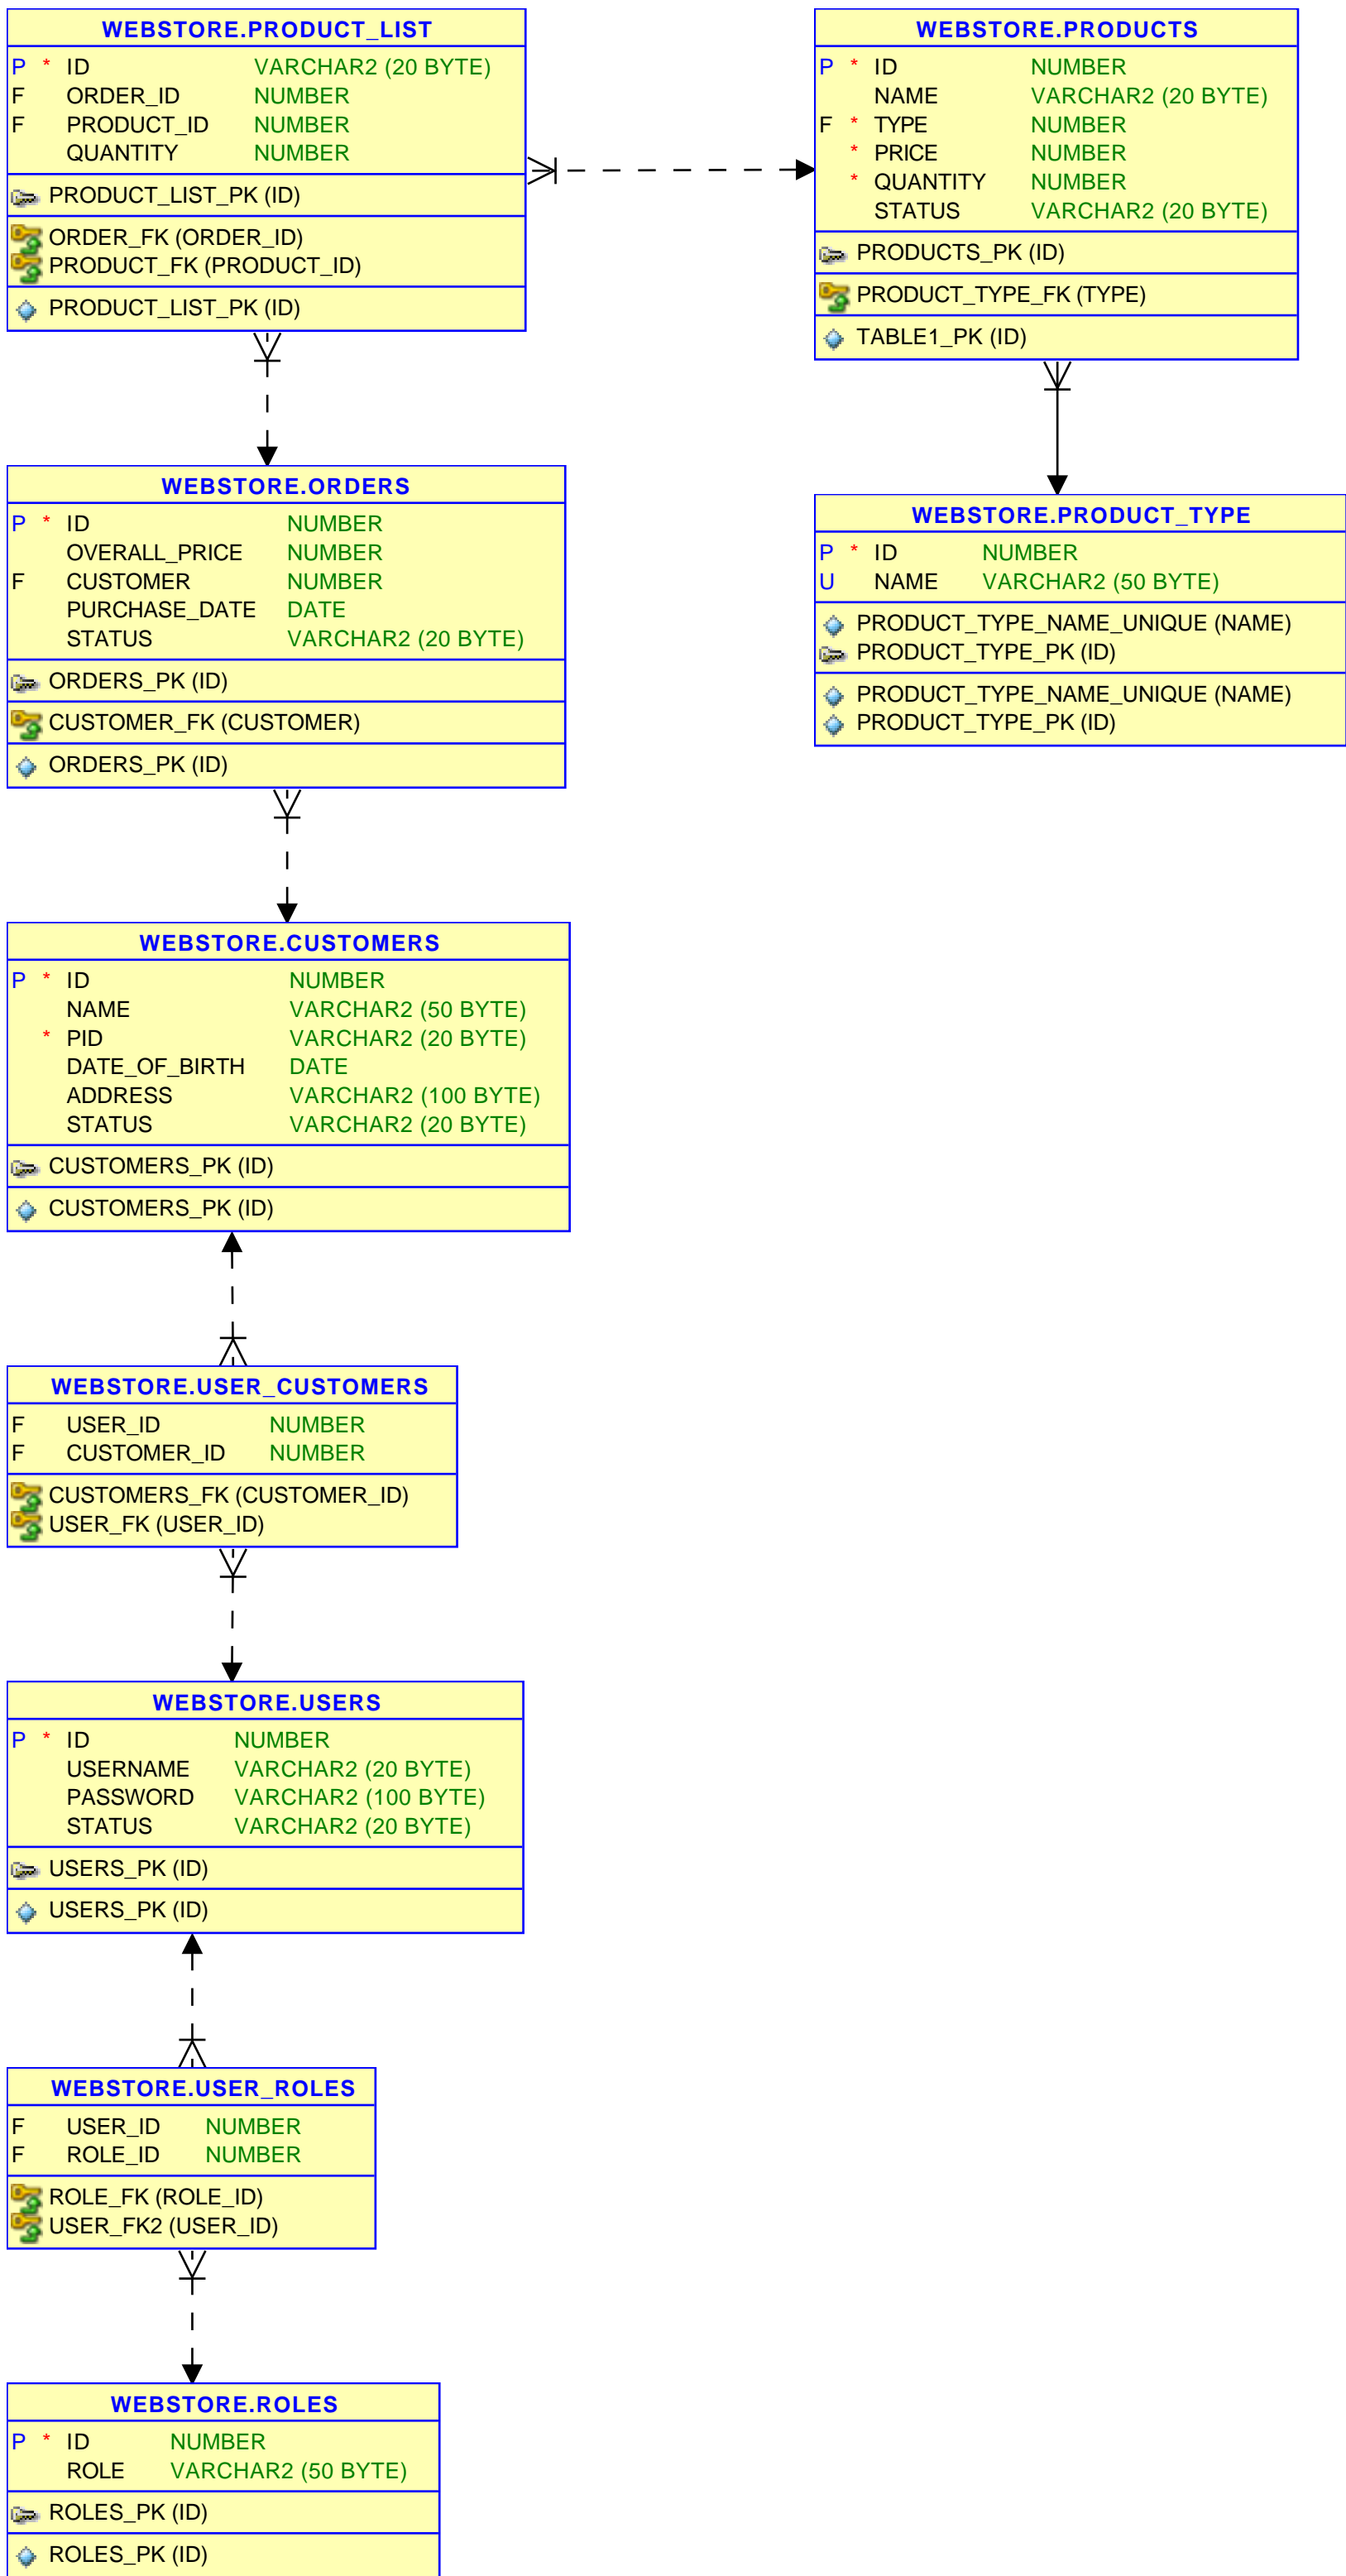 WEBSTORE.PRODUCT_LIST
P * ID VARCHAR2 (20 BYTE)
F ORDER_ID NUMBER
F PRODUCT_ID NUMBER
QUANTITY NUMBER
PRODUCT_LIST_PK (ID)
ORDER_FK (ORDER_ID)
PRODUCT_FK (PRODUCT_ID)
PRODUCT_LIST_PK (ID)
WEBSTORE.PRODUCTS
P * ID NUMBER
NAME VARCHAR2 (20 BYTE)
F * TYPE NUMBER
* PRICE NUMBER
* QUANTITY NUMBER
STATUS VARCHAR2 (20 BYTE)
PRODUCTS_PK (ID)
PRODUCT_TYPE_FK (TYPE)
TABLE1_PK (ID)
WEBSTORE.ORDERS
P * ID NUMBER
OVERALL_PRICE NUMBER
F CUSTOMER NUMBER
PURCHASE_DATE DATE
STATUS VARCHAR2 (20 BYTE)
ORDERS_PK (ID)
CUSTOMER_FK (CUSTOMER)
ORDERS_PK (ID)
WEBSTORE.PRODUCT_TYPE
P * ID NUMBER
U NAME VARCHAR2 (50 BYTE)
PRODUCT_TYPE_NAME_UNIQUE (NAME)
PRODUCT_TYPE_PK (ID)
PRODUCT_TYPE_NAME_UNIQUE (NAME)
PRODUCT_TYPE_PK (ID)
WEBSTORE.CUSTOMERS
P * ID NUMBER
NAME VARCHAR2 (50 BYTE)
* PID VARCHAR2 (20 BYTE)
DATE_OF_BIRTH DATE
ADDRESS VARCHAR2 (100 BYTE)
STATUS VARCHAR2 (20 BYTE)
CUSTOMERS_PK (ID)
CUSTOMERS_PK (ID)
WEBSTORE.USER_CUSTOMERS
F USER_ID NUMBER
F CUSTOMER_ID NUMBER
CUSTOMERS_FK (CUSTOMER_ID)
USER_FK (USER_ID)
WEBSTORE.USERS
P * ID NUMBER
USERNAME VARCHAR2 (20 BYTE)
PASSWORD VARCHAR2 (100 BYTE)
STATUS VARCHAR2 (20 BYTE)
USERS_PK (ID)
USERS_PK (ID)
WEBSTORE.USER_ROLES
F USER_ID NUMBER
F ROLE_ID NUMBER
ROLE_FK (ROLE_ID)
USER_FK2 (USER_ID)
WEBSTORE.ROLES
P * ID NUMBER
ROLE VARCHAR2 (50 BYTE)
ROLES_PK (ID)
ROLES_PK (ID)